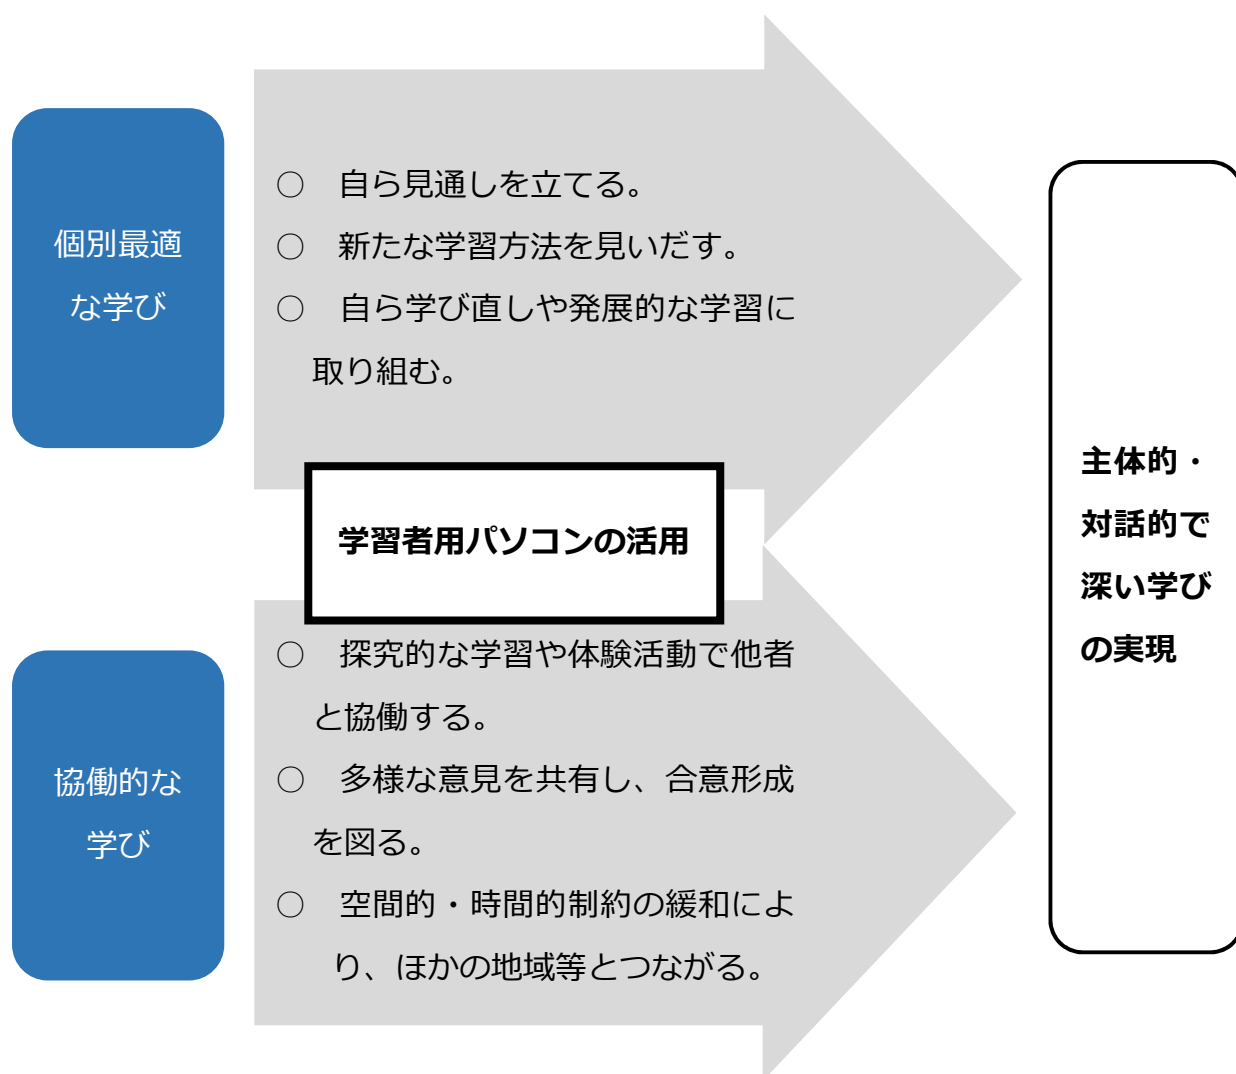 個別最適
な学び
○　自ら見通しを立てる。
○　新たな学習方法を見いだす。
○　自ら学び直しや発展的な学習に
取り組む。
学習者用パソコンの活用
協働的な
学び
○　探究的な学習や体験活動で他者
と協働する。
○　多様な意見を共有し、合意形成
を図る。
○　空間的・時間的制約の緩和によ
り、ほかの地域等とつながる。
主体的・
対話的で
深い学び
の実現